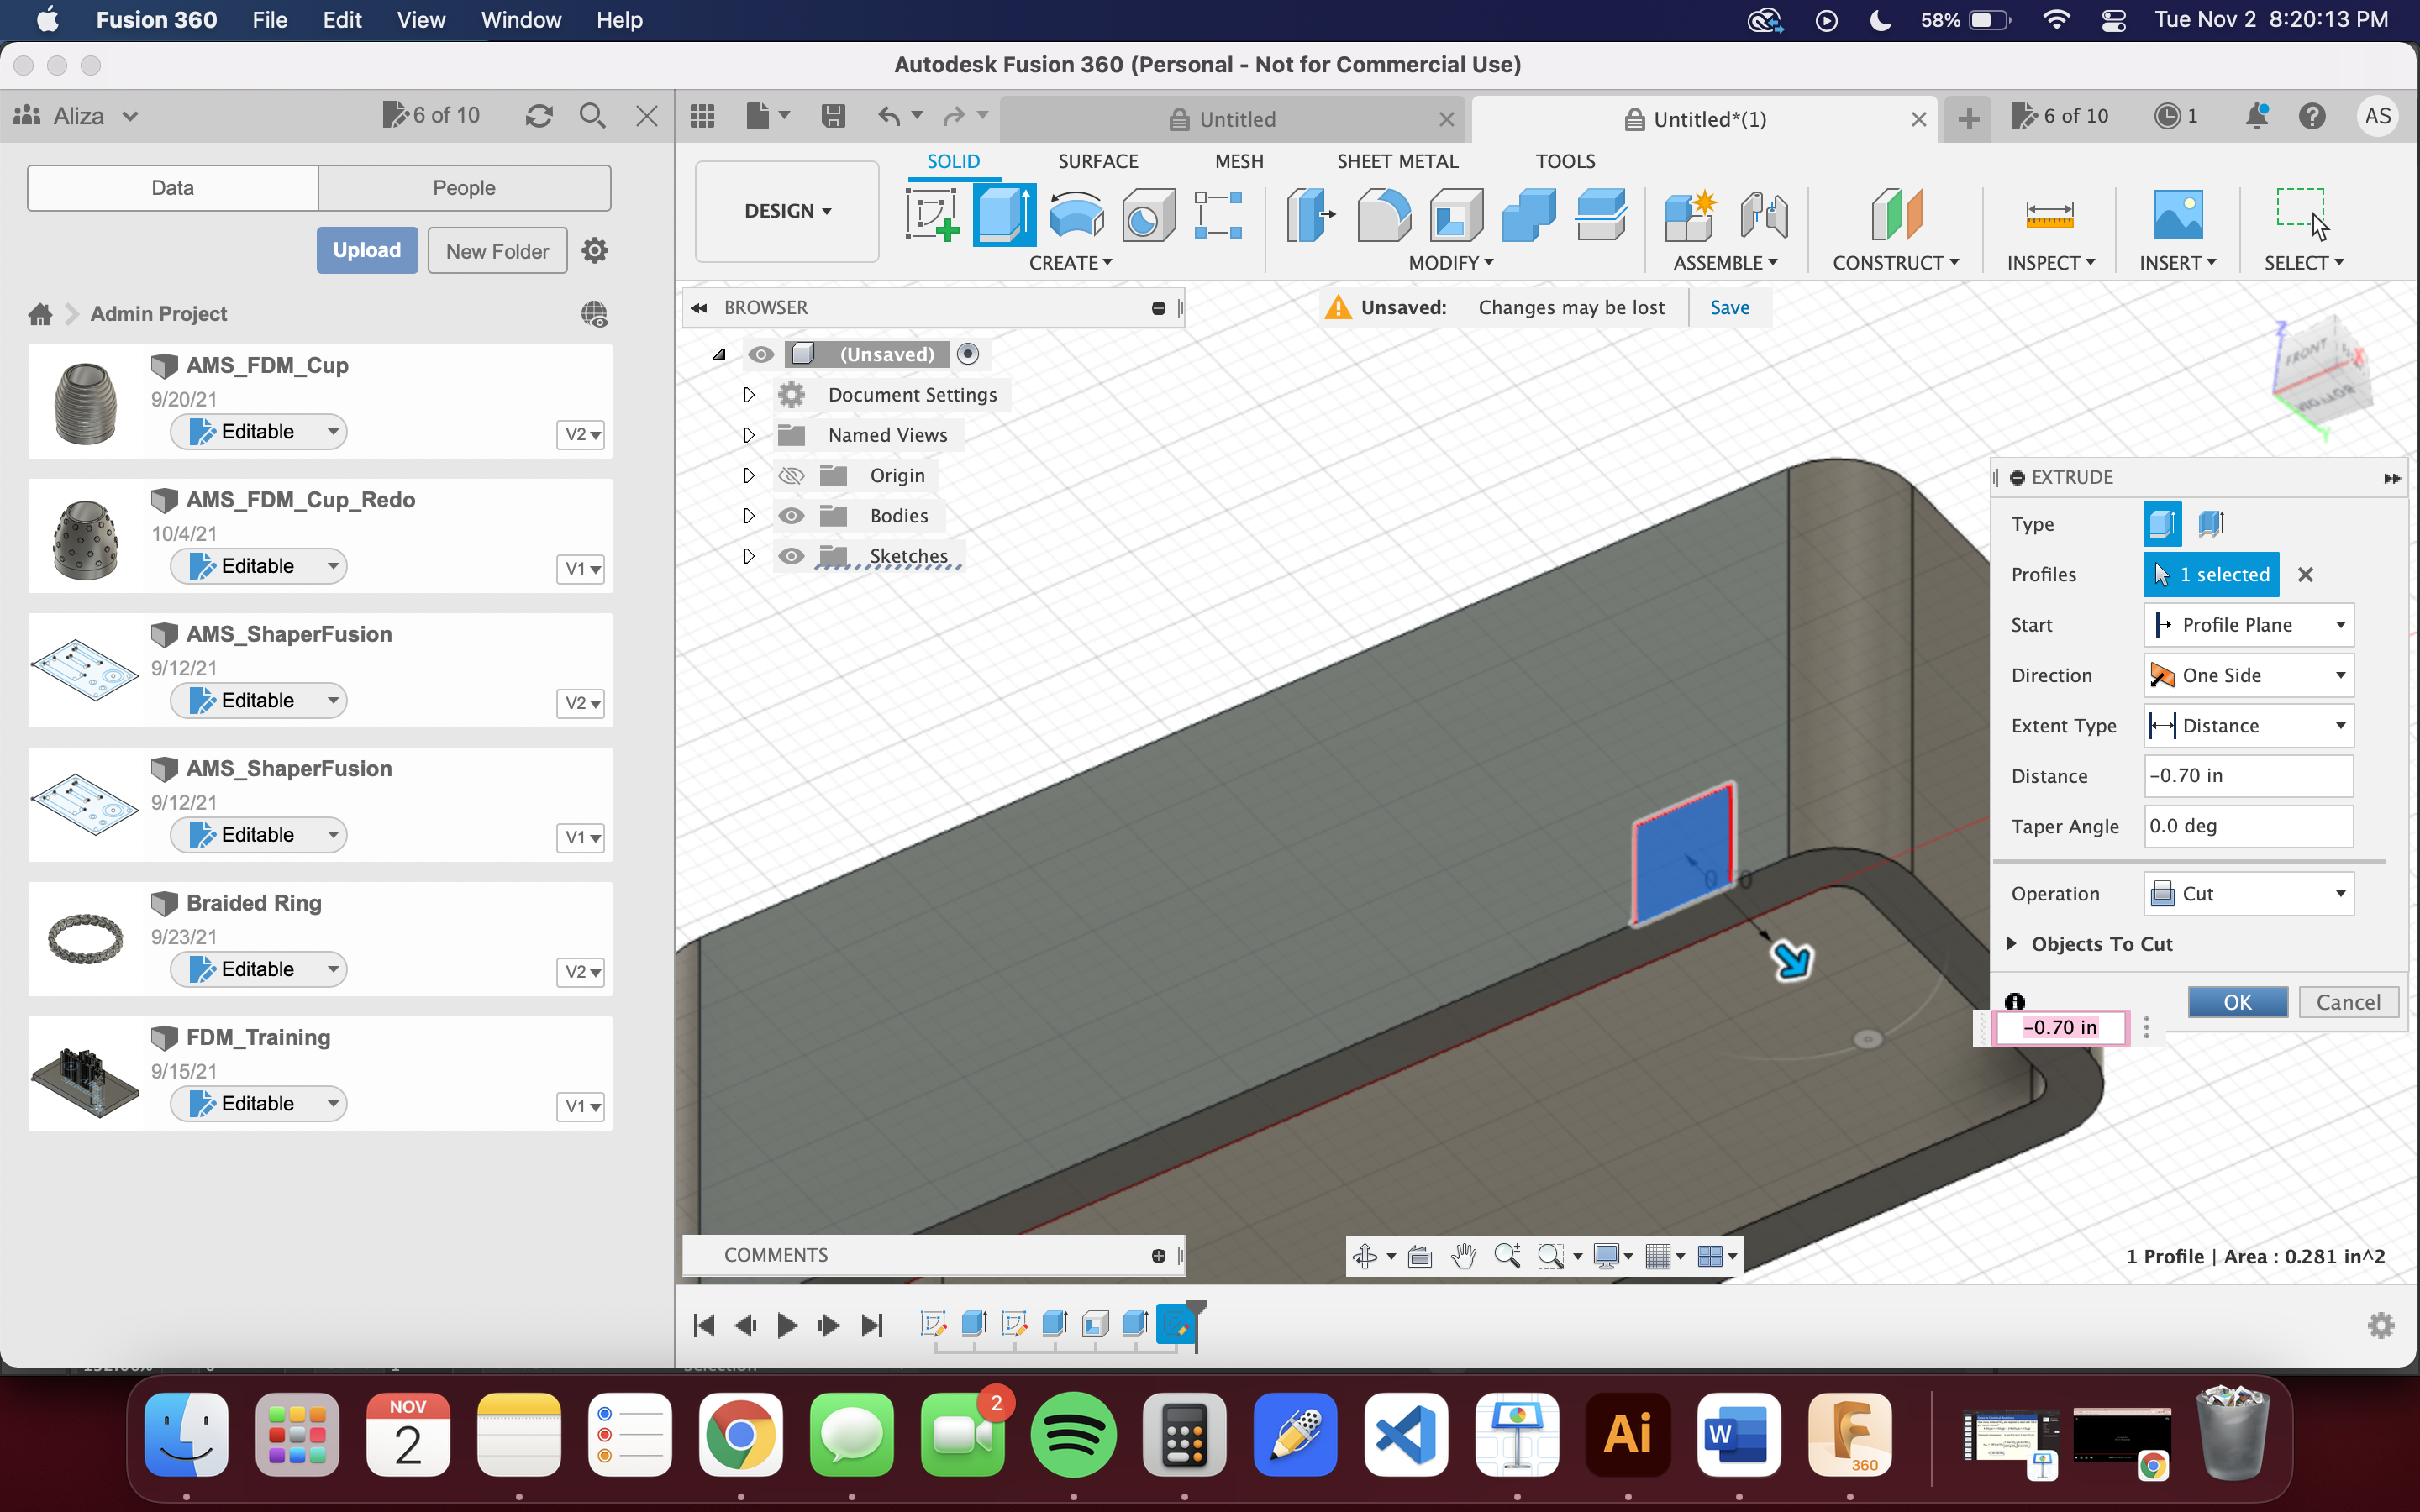 Fusion 360 File Edit View Window Help 58% Tue Nov 2 8:20:13 PM
Autodesk Fusion 360 (Personal - Not for Commercial Use)
Aliza 6 of 10 Untitled Untitled*(1) 6 of 10 1 AS
SOLID SURFACE MESH SHEET METAL TOOLS
Data People
DESIGN
Upload New Folder
CREATE MODIFY ASSEMBLE CONSTRUCT INSPECT INSERT SELECT
Admin Project
BROWSER
Unsaved: Changes may be lost Save
(Unsaved)
Document Settings
Named Views
Origin
Bodies
Sketches
AMS_FDM_Cup
9/20/21
Editable V2
AMS_FDM_Cup_Redo
10/4/21
Editable V1
AMS_ShaperFusion
9/12/21
Editable V2
AMS_ShaperFusion
9/12/21
Editable V1
Braided Ring
9/23/21
Editable V2
FDM_Training
9/15/21
Editable V1
Z FRONT X
BOTTOM
Y
EXTRUDE
Type
Profiles 1 selected
Start Profile Plane
Direction One Side
Extent Type Distance
Distance -0.70 in
Taper Angle 0.0 deg
Operation Cut
Objects To Cut
OK Cancel
-0.70 in
0.70
COMMENTS
1 Profile | Area : 0.281 in^2
NOV
2
2
Ai
W
360